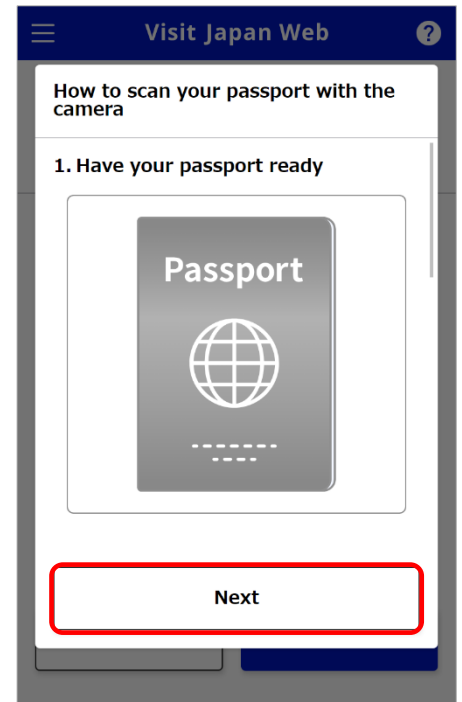 Visit Japan Web
?
How to scan your passport with the
camera
1. Have your passport ready
Passport
Next